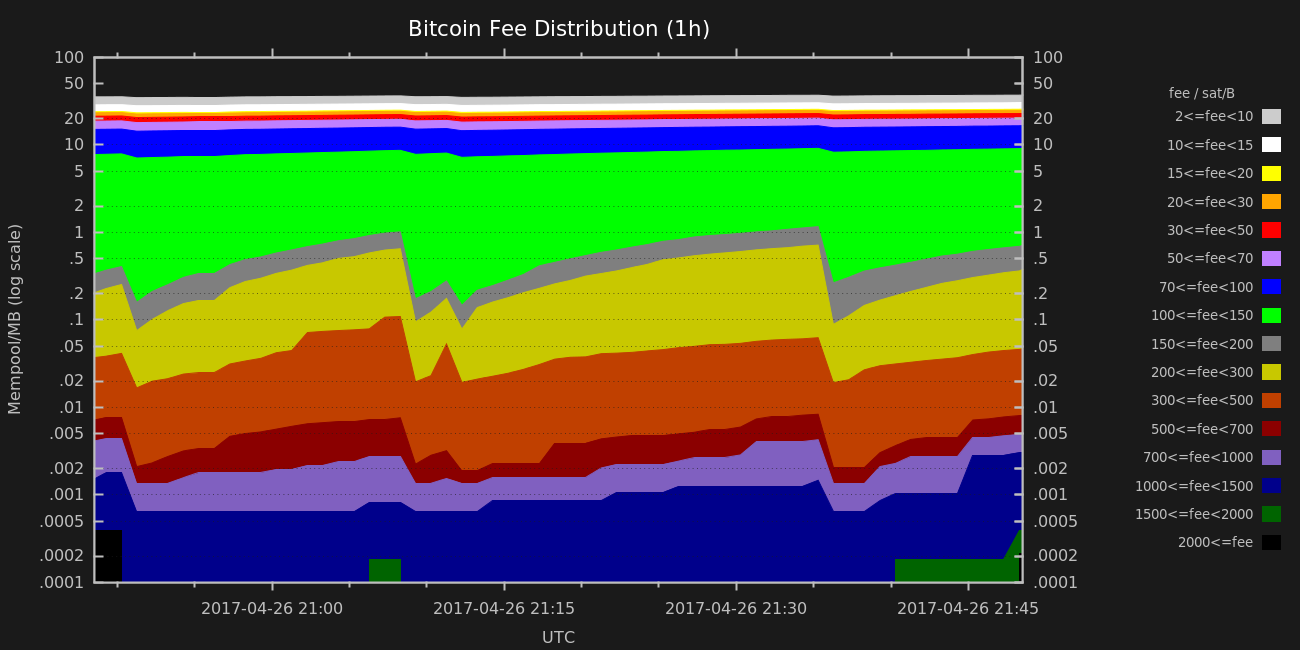 Bitcoin Fee Distribution (1h)
100
50
20
10
5
2
1
.5
.2
.1
.05
.02
.01
.005
.002
.001
.0005
.0002
.0001
Mempool/MB (log scale)
100
50
20
10
5
2
1
.5
.2
.1
.05
.02
.01
.005
.002
.001
.0005
.0002
.0001
2017-04-26 21:00
2017-04-26 21:15
2017-04-26 21:30
2017-04-26 21:45
UTC
fee / sat/B
2<=fee<10
10<=fee<15
15<=fee<20
20<=fee<30
30<=fee<50
50<=fee<70
70<=fee<100
100<=fee<150
150<=fee<200
200<=fee<300
300<=fee<500
500<=fee<700
700<=fee<1000
1000<=fee<1500
1500<=fee<2000
2000<=fee